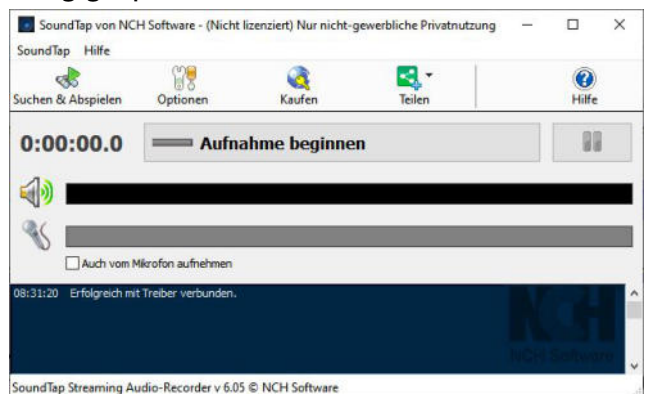 SoundTap von NCH Software - (Nicht lizenziert) Nur nicht-gewerbliche Privatnutzung
SoundTap Hilfe
Suchen & Abspielen Optionen Kaufen Teilen Hilfe
0:00:00.0 Aufnahme beginnen
Auch vom Mikrofon aufnehmen
08:31:20 Erfolgreich mit Treiber verbunden.
NCH
NCH Software
SoundTap Streaming Audio-Recorder v 6.05 © NCH Software